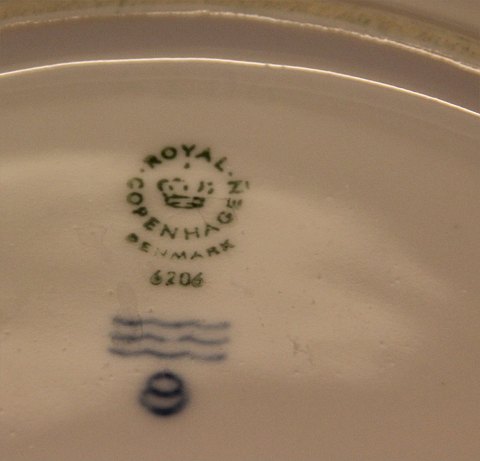 ROYAL
COPENHAGEN
DENMARK
6206